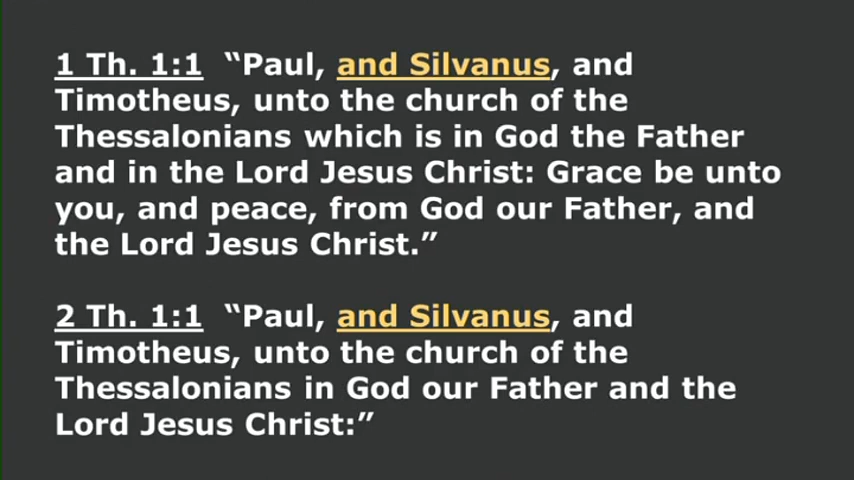 1 Th. 1:1 “Paul, and Silvanus, and
Timotheus, unto the church of the
Thessalonians which is in God the Father
and in the Lord Jesus Christ: Grace be unto
you, and peace, from God our Father, and
the Lord Jesus Christ.”
2 Th. 1:1 “Paul, and Silvanus, and
Timotheus, unto the church of the
Thessalonians in God our Father and the
Lord Jesus Christ:”